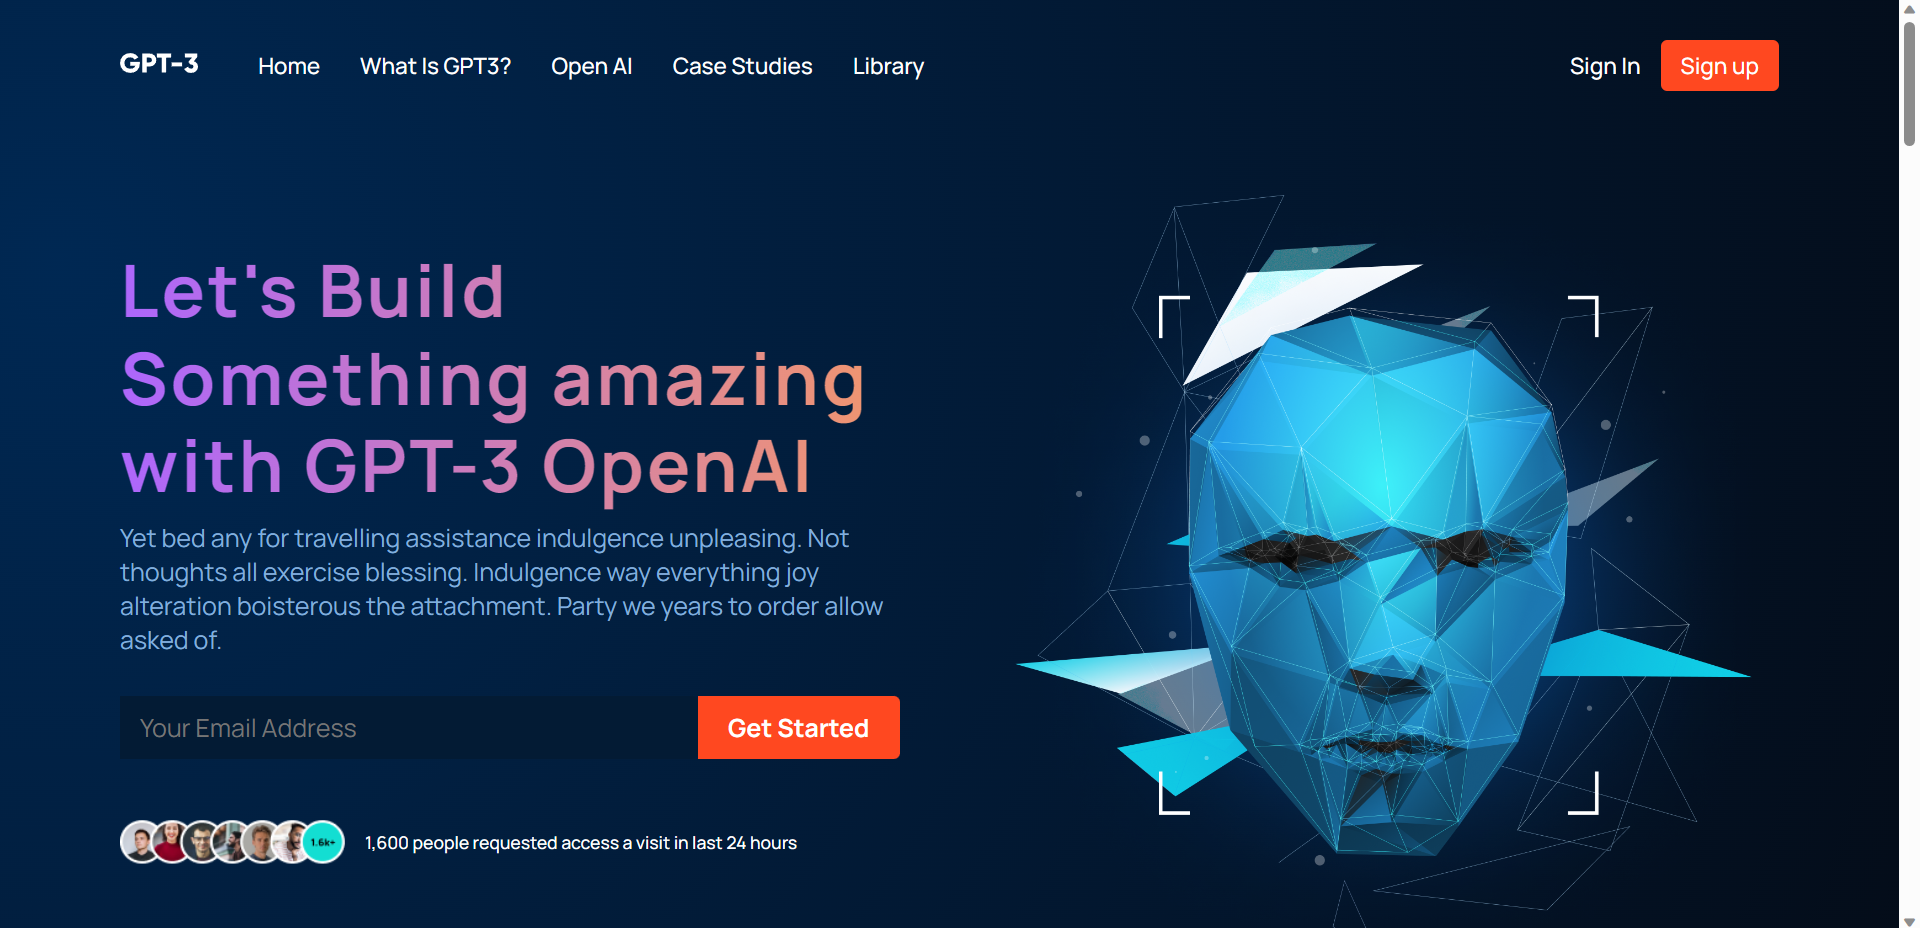 GPT-3
Home
What Is GPT3?
Open AI
Case Studies
Library
Sign In
Sign up
Let's Build
Something amazing
with GPT-3 OpenAI
Yet bed any for travelling assistance indulgence unpleasing. Not
thoughts all exercise blessing. Indulgence way everything joy
alteration boisterous the attachment. Party we years to order allow
asked of.
Your Email Address
Get Started
1.6k+
1,600 people requested access a visit in last 24 hours